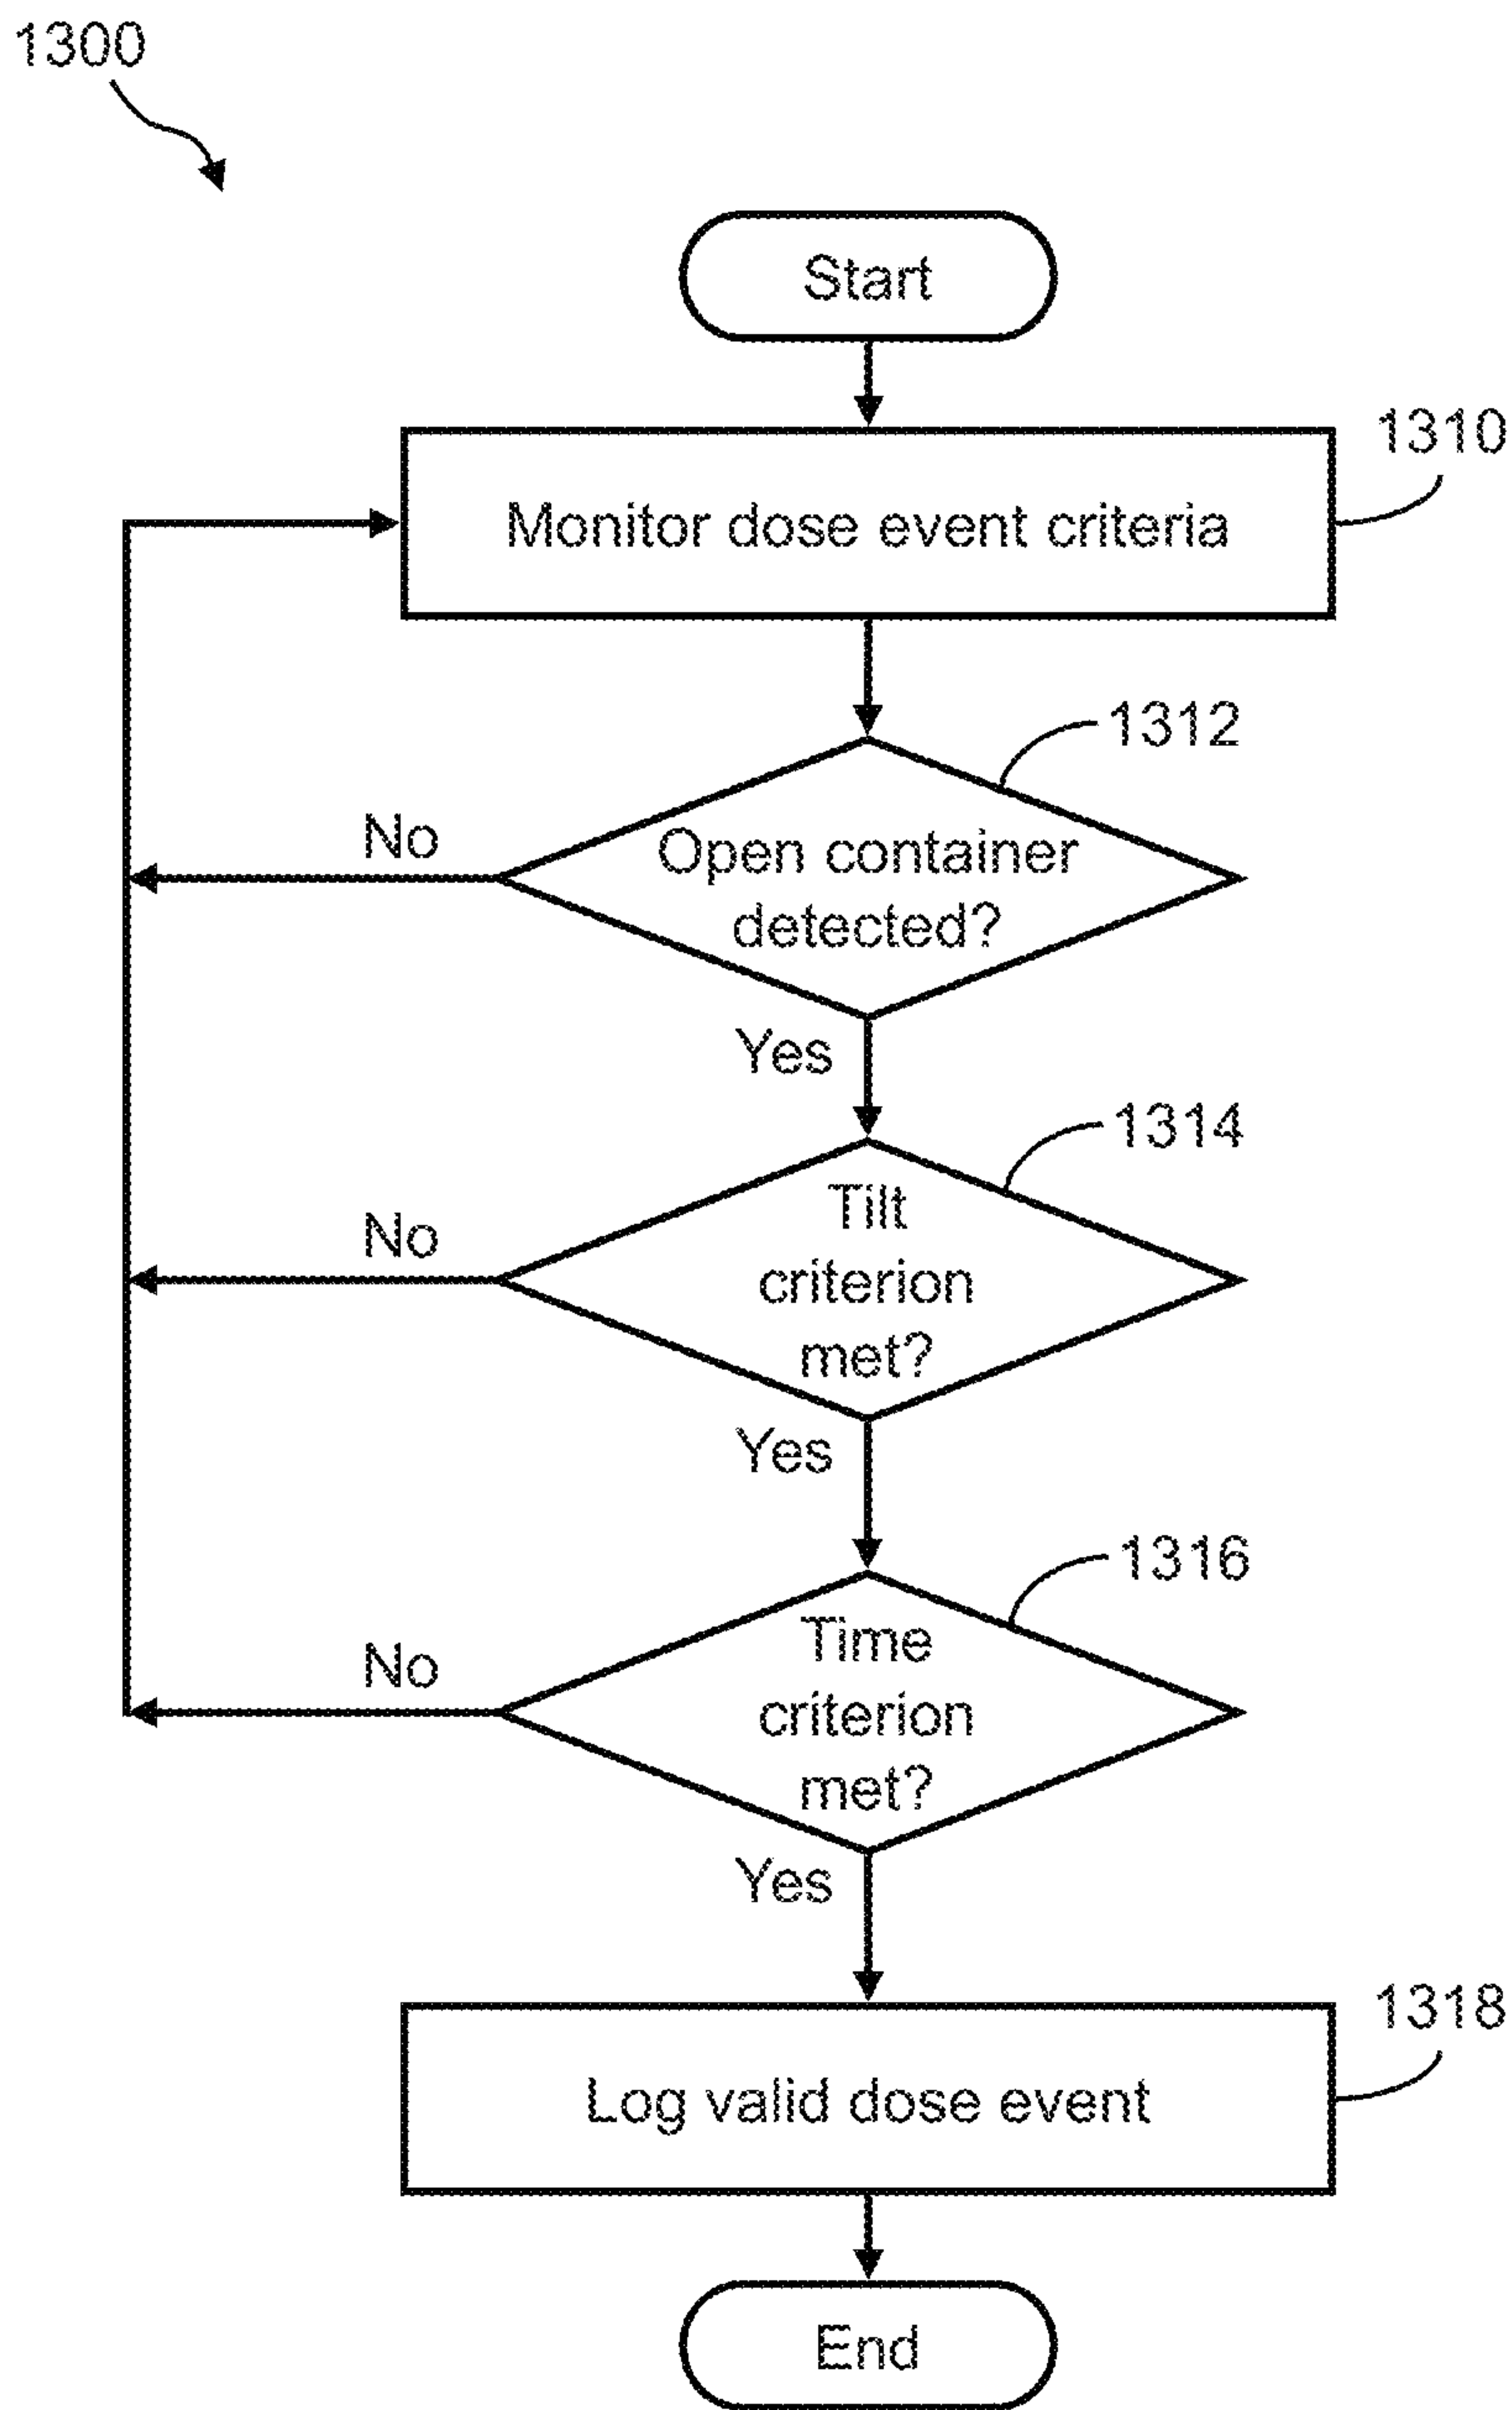 1300
Start
1310
Monitor dose event criteria
1312
Open container
detected?
No
Yes
1314
Tilt
criterion
met?
No
Yes
1316
Time
criterion
met?
No
Yes
1318
Log valid dose event
End